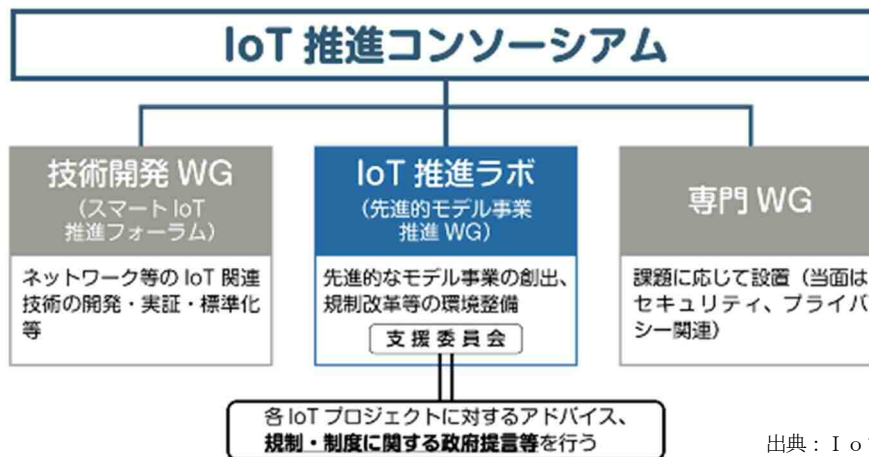 IoT 推進コンソーシアム
技術開発 WG
(スマート IoT
推進フォーラム)
ネットワーク等の IoT 関連
技術の開発・実証・標準化
等
IoT 推進ラボ
(先進的モデル事業
推進 WG)
先進的なモデル事業の創出、
規制改革等の環境整備
支援委員会
専門 WG
課題に応じて設置(当面は
セキュリティ、プライバ
シー関連)
各 IoT プロジェクトに対するアドバイス、
規制・制度に関する政府提言等を行う
出典:Io